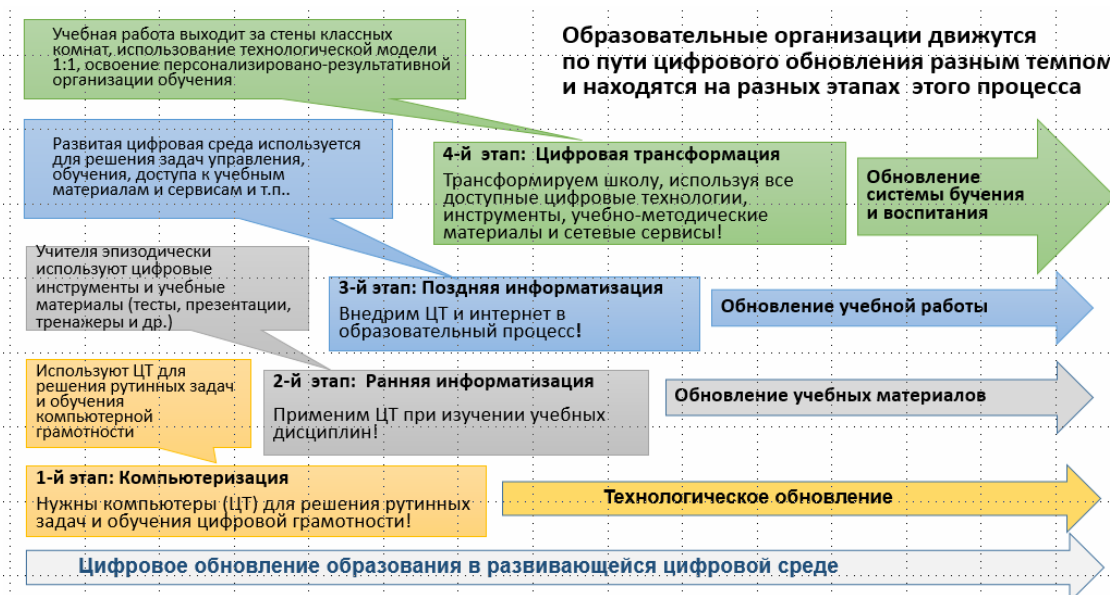 Учебная работа выходит за стены классных
комнат, использование технологической модели
1:1, освоение персонализировано-результативной
организации обучения
Образовательные организации движутся
по пути цифрового обновления разным темпом
и находятся на разных этапах этого процесса
Развитая цифровая среда используется
для решения задач управления,
обучения, доступа к учебным
материалам и сервисам и т.п..
4-й этап: Цифровая трансформация
Трансформируем школу, используя все
доступные цифровые технологии,
инструменты, учебно-методические
материалы и сетевые сервисы!
Обновление
системы бучения
и воспитания
Учителя эпизодически
используют цифровые
инструменты и учебные
материалы (тесты, презентации,
тренажеры и др.)
3-й этап: Поздняя информатизация
Внедрим ЦТ и интернет в
образовательный процесс!
Обновление учебной работы
Используют ЦТ для
решения рутинных задач
и обучения
компьютерной
грамотности
2-й этап: Ранняя информатизация
Применим ЦТ при изучении учебных
дисциплин!
Обновление учебных материалов
1-й этап: Компьютеризация
Нужны компьютеры (ЦТ) для решения рутинных
задач и обучения цифровой грамотности!
Технологическое обновление
Цифровое обновление образования в развивающейся цифровой среде